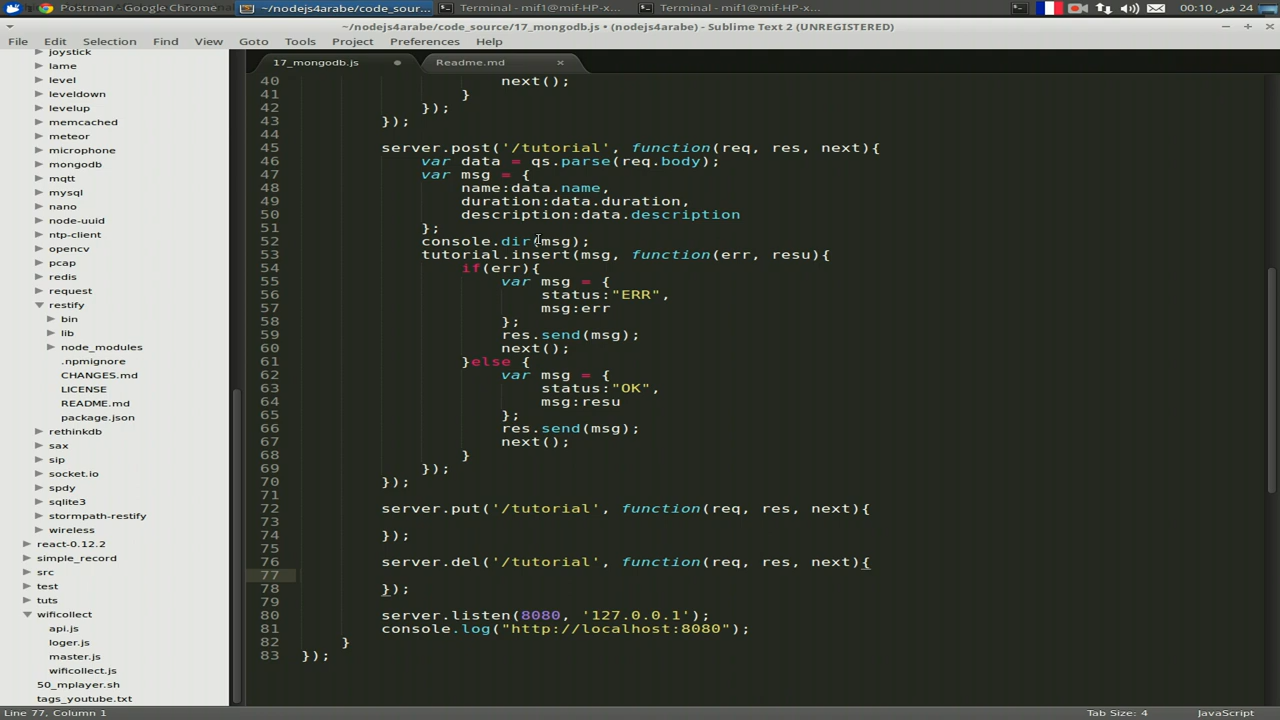 Postman - Google Chrome
~/nodejs4arabe/code_sour...
Terminal - mif1@mif-HP-x...
Terminal - mif1@mif-HP-x...
24 فبر, 00:10
~/nodejs4arabe/code_source/17_mongodb.js • (nodejs4arabe) - Sublime Text 2 (UNREGISTERED)
File Edit Selection Find View Goto Tools Project Preferences Help
joystick
lame
level
leveldown
levelup
memcached
meteor
microphone
mongodb
mqtt
mysql
nano
node-uuid
ntp-client
opencv
pcap
redis
request
restify
bin
lib
node_modules
.npmignore
CHANGES.md
LICENSE
README.md
package.json
rethinkdb
sax
sip
socket.io
spdy
sqlite3
stormpath-restify
wireless
react-0.12.2
simple_record
src
test
tuts
wificollect
api.js
loger.js
master.js
wificollect.js
50_mplayer.sh
tags_youtube.txt
17_mongodb.js
Readme.md
40 next();
41 }
42 });
43 });
44
45 server.post('/tutorial', function(req, res, next){
46 var data = qs.parse(req.body);
47 var msg = {
48 name:data.name,
49 duration:data.duration,
50 description:data.description
51 };
52 console.dir(msg);
53 tutorial.insert(msg, function(err, resu){
54 if(err){
55 var msg = {
56 status:"ERR",
57 msg:err
58 };
59 res.send(msg);
60 next();
61 }else {
62 var msg = {
63 status:"OK",
64 msg:resu
65 };
66 res.send(msg);
67 next();
68 }
69 });
70 });
71
72 server.put('/tutorial', function(req, res, next){
73
74 });
75
76 server.del('/tutorial', function(req, res, next){
77
78 });
79
80 server.listen(8080, '127.0.0.1');
81 console.log("http://localhost:8080");
82 }
83 });
Line 77, Column 1
Tab Size: 4
JavaScript